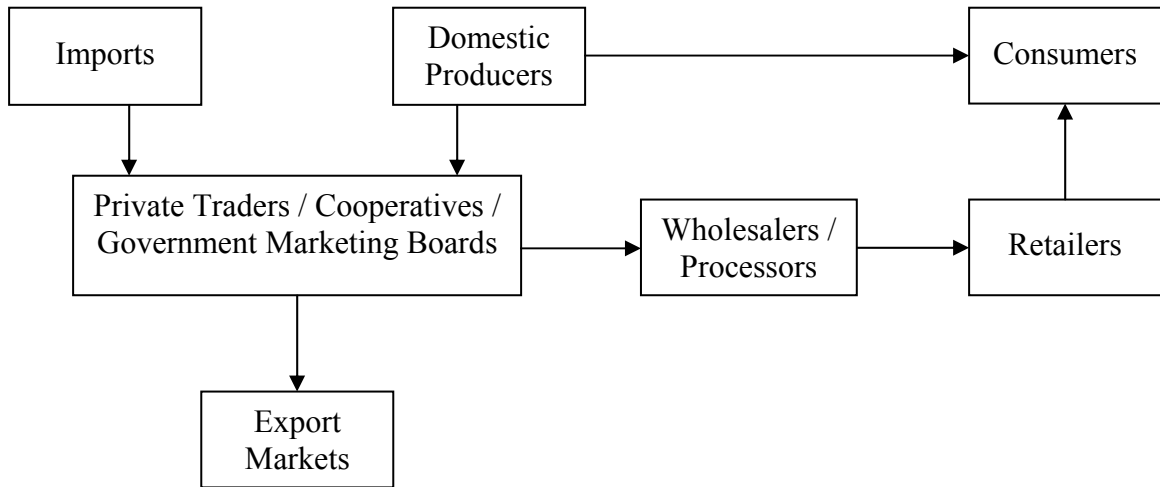 Imports
Domestic
Producers
Consumers
Private Traders / Cooperatives /
Government Marketing Boards
Wholesalers /
Processors
Retailers
Export
Markets